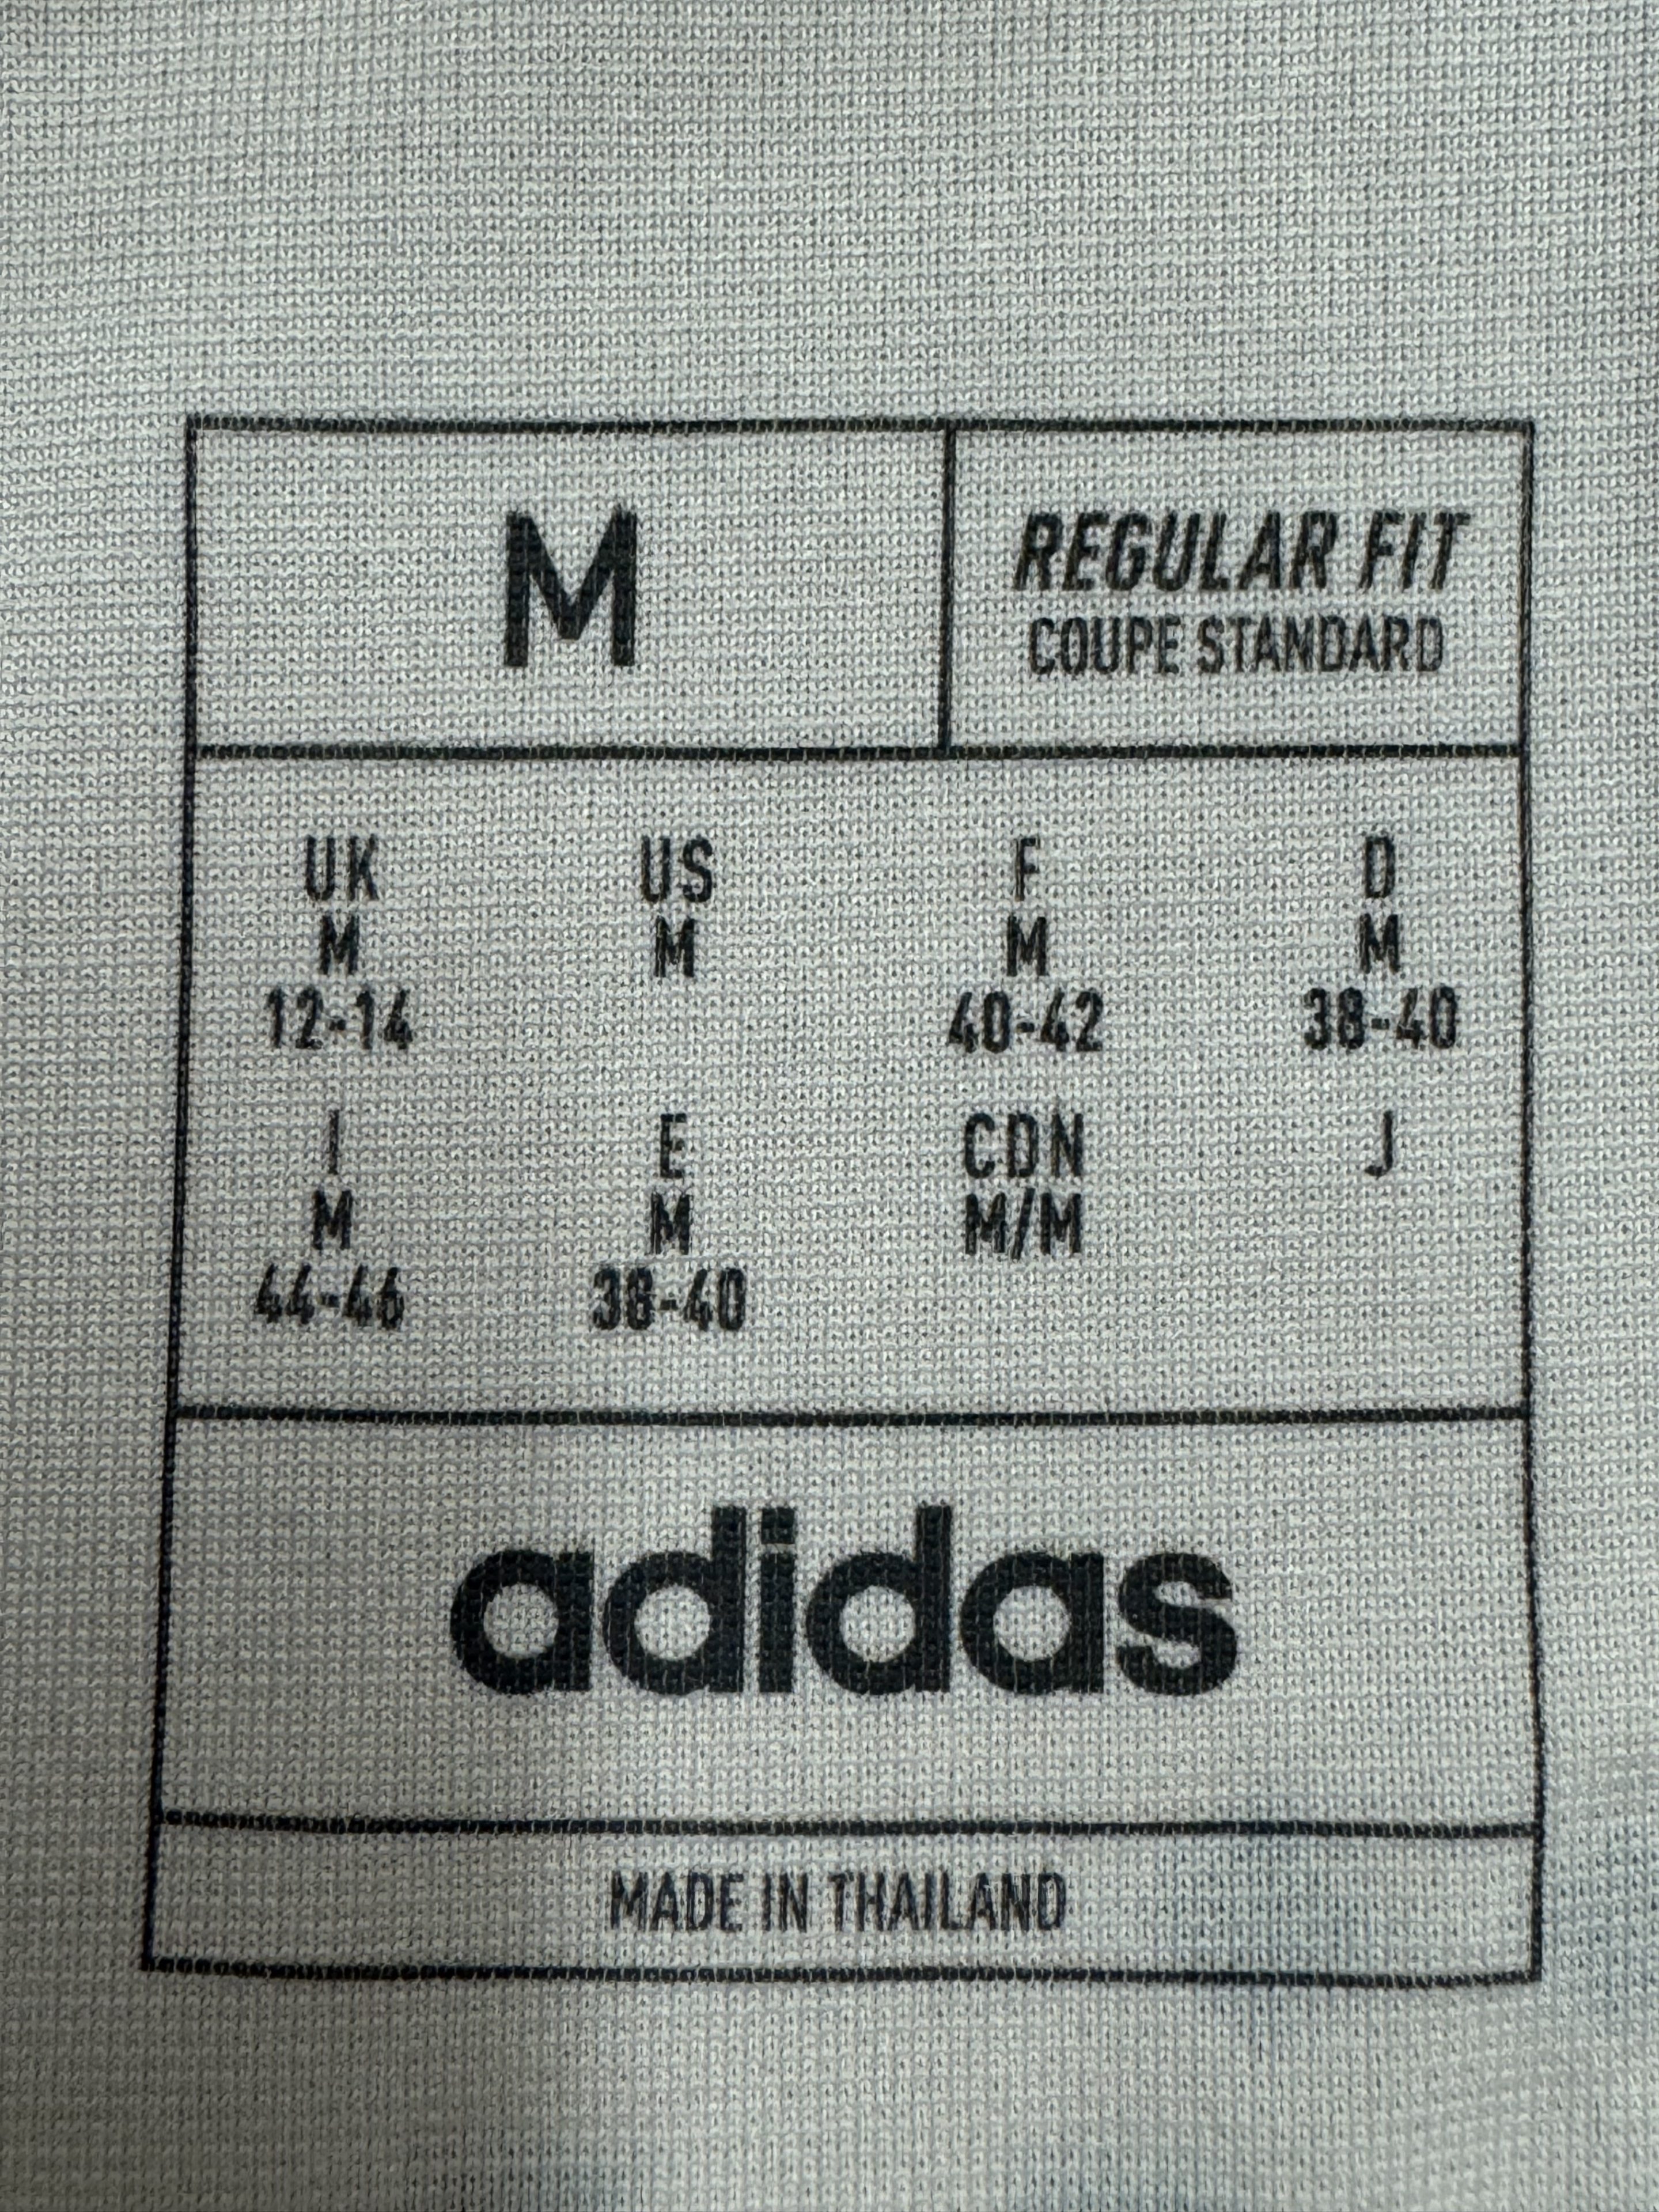 M
REGULAR FIT
COUPE STANDARD
UK US F D
M M M M
12-14 40-42 38-40
I E CDN J
M M M/M
44-46 38-40
adidas
MADE IN THAILAND